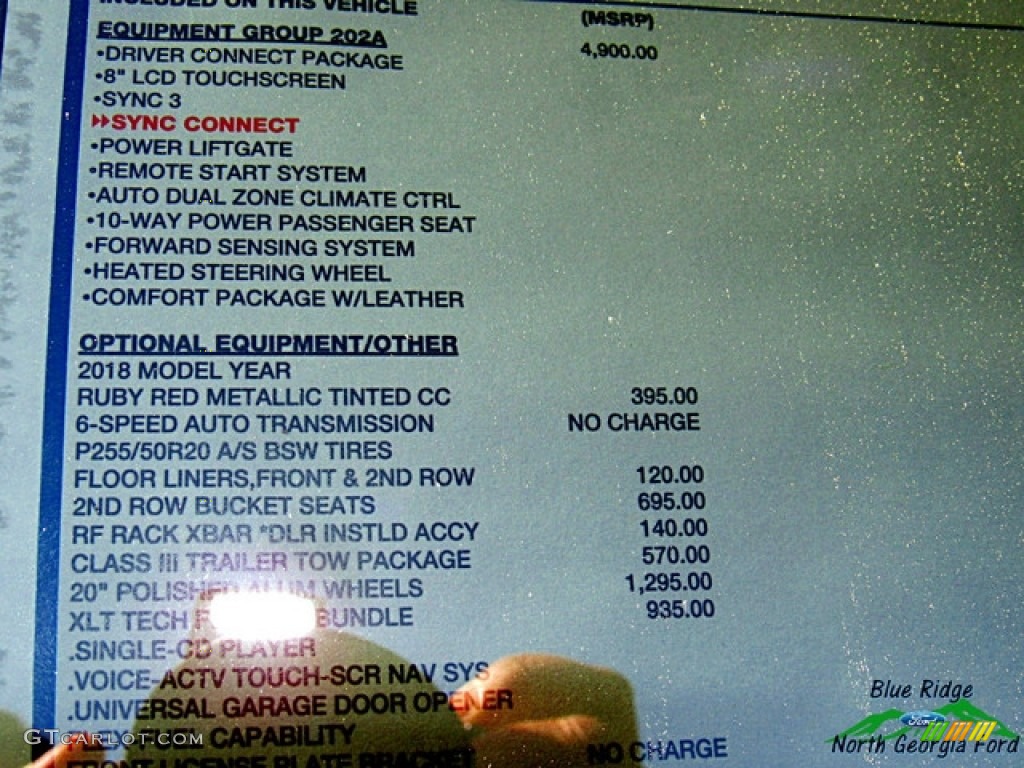 INCLUDED ON THIS VEHICLE (MSRP)
EQUIPMENT GROUP 202A 4,900.00
•DRIVER CONNECT PACKAGE
•8" LCD TOUCHSCREEN
•SYNC 3
SYNC CONNECT
•POWER LIFTGATE
•REMOTE START SYSTEM
•AUTO DUAL ZONE CLIMATE CTRL
•10-WAY POWER PASSENGER SEAT
•FORWARD SENSING SYSTEM
•HEATED STEERING WHEEL
•COMFORT PACKAGE W/LEATHER
OPTIONAL EQUIPMENT/OTHER
2018 MODEL YEAR
RUBY RED METALLIC TINTED CC 395.00
6-SPEED AUTO TRANSMISSION NO CHARGE
P255/50R20 A/S BSW TIRES
FLOOR LINERS,FRONT & 2ND ROW 120.00
2ND ROW BUCKET SEATS 695.00
RF RACK XBAR *DLR INSTLD ACCY 140.00
CLASS III TRAILER TOW PACKAGE 570.00
20" POLISHED ALUM WHEELS 1,295.00
XLT TECH BUNDLE 935.00
.SINGLE-CD PLAYER
.VOICE-ACTV TOUCH-SCR NAV SYS
.UNIVERSAL GARAGE DOOR OPENER
CAPABILITY
FRONT LICENSE PLATE BRACKET NO CHARGE
GTcarlot.com
Blue Ridge
Ford
North Georgia Ford